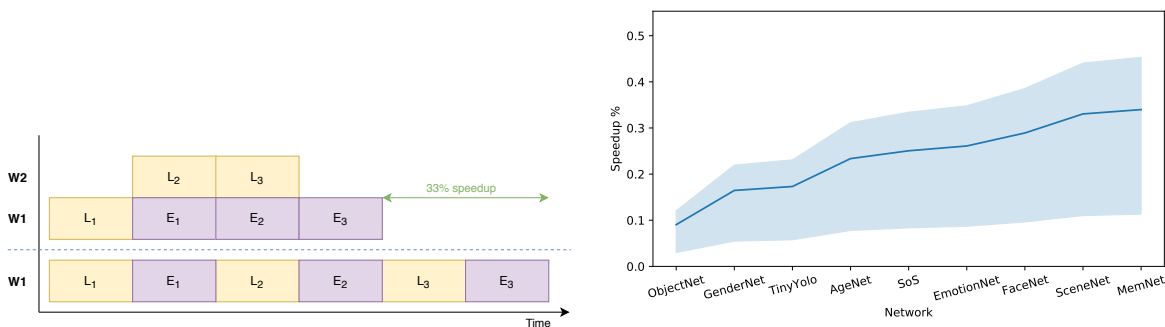 W2
L2
L3
33% speedup
W1
L1
E1
E2
E3
W1
L1
E1
L2
E2
L3
E3
Time
Speedup %
0.5
0.4
0.3
0.2
0.1
0.0
ObjectNet
GenderNet
TinyYolo
AgeNet
SoS
EmotionNet
FaceNet
SceneNet
MemNet
Network